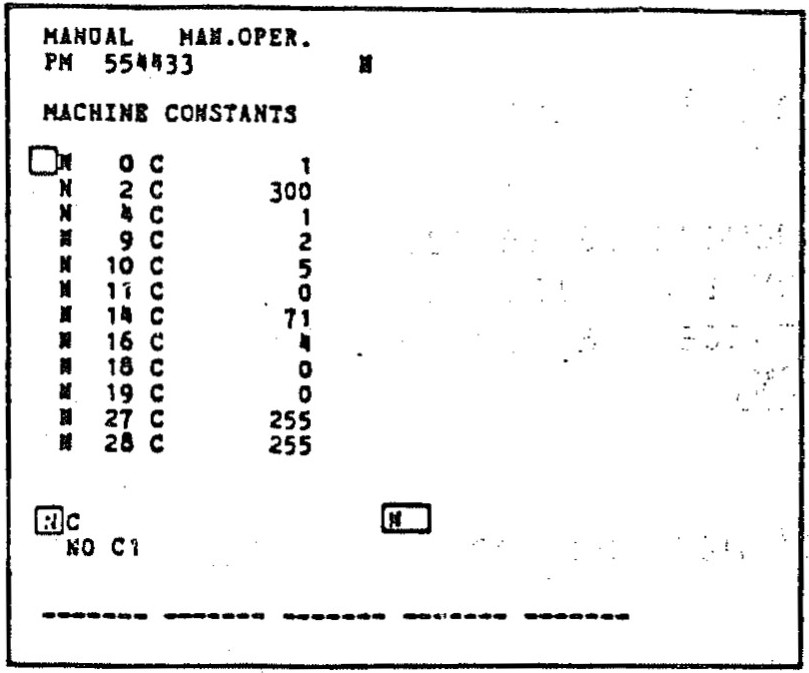 MANUAL MAN.OPER.
PM 554433 N
MACHINE CONSTANTS
N 0 C 1
N 2 C 300
N 4 C 1
N 9 C 2
N 10 C 5
N 11 C 0
N 14 C 71
N 16 C 4
N 18 C 0
N 19 C 0
N 27 C 255
N 28 C 255
N C N
NO C1